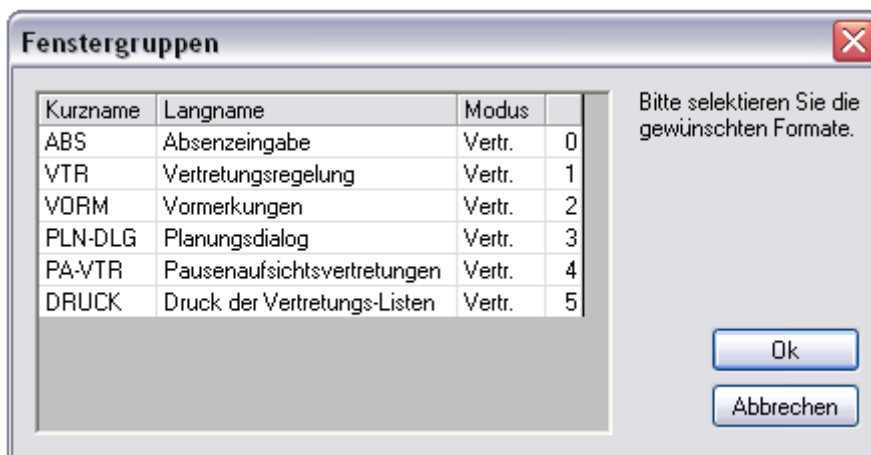 Fenstergruppen
Kurzname Langname Modus
ABS Absenzeingabe Vertr. 0
VTR Vertretungsregelung Vertr. 1
VORM Vormerkungen Vertr. 2
PLN-DLG Planungsdialog Vertr. 3
PA-VTR Pausenaufsichtsvertretungen Vertr. 4
DRUCK Druck der Vertretungs-Listen Vertr. 5
Bitte selektieren Sie die
gewünschten Formate.
Ok
Abbrechen